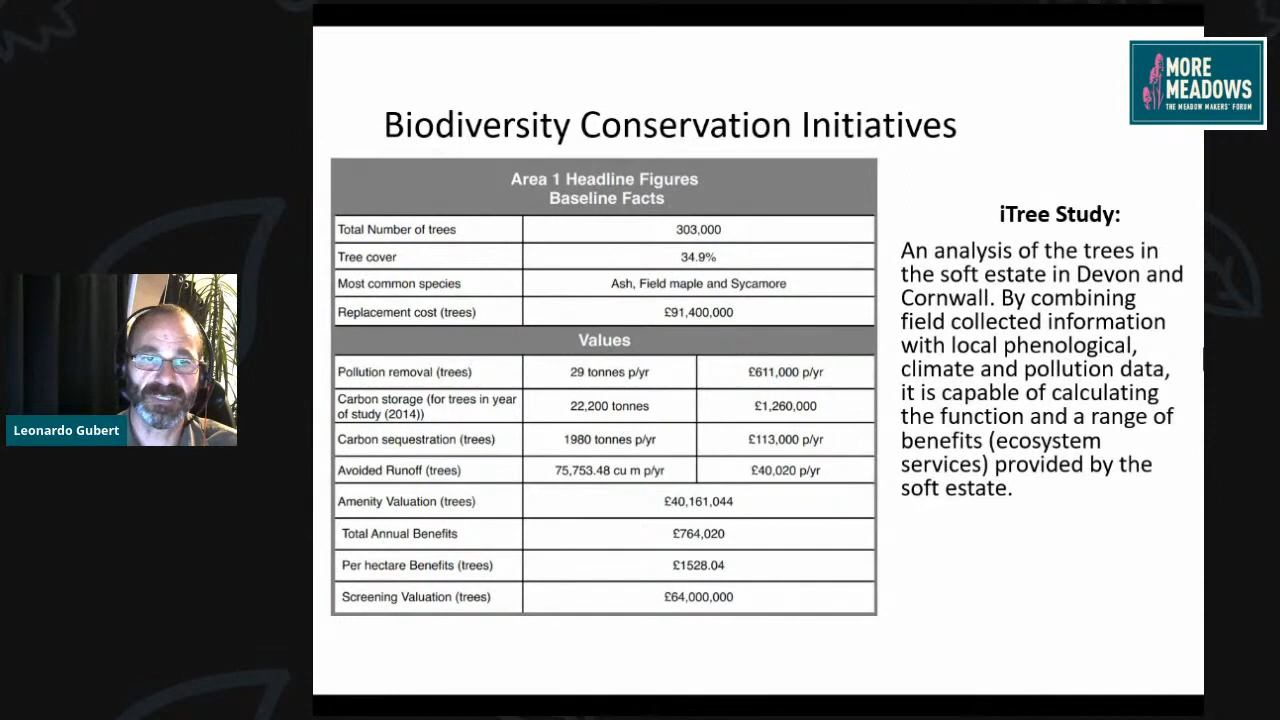 MORE
MEADOWS
THE MEADOW MAKERS' FORUM
Biodiversity Conservation Initiatives
Area 1 Headline Figures
Baseline Facts
Total Number of trees 303,000
Tree cover 34.9%
Most common species Ash, Field maple and Sycamore
Replacement cost (trees) £91,400,000
Values
Pollution removal (trees) 29 tonnes p/yr £611,000 p/yr
Carbon storage (for trees in year
of study (2014)) 22,200 tonnes £1,260,000
Carbon sequestration (trees) 1980 tonnes p/yr £113,000 p/yr
Avoided Runoff (trees) 75,753.48 cu m p/yr £40,020 p/yr
Amenity Valuation (trees) £40,161,044
Total Annual Benefits £764,020
Per hectare Benefits (trees) £1528.04
Screening Valuation (trees) £64,000,000
iTree Study:
An analysis of the trees in
the soft estate in Devon and
Cornwall. By combining
field collected information
with local phenological,
climate and pollution data,
it is capable of calculating
the function and a range of
benefits (ecosystem
services) provided by the
soft estate.
Leonardo Gubert